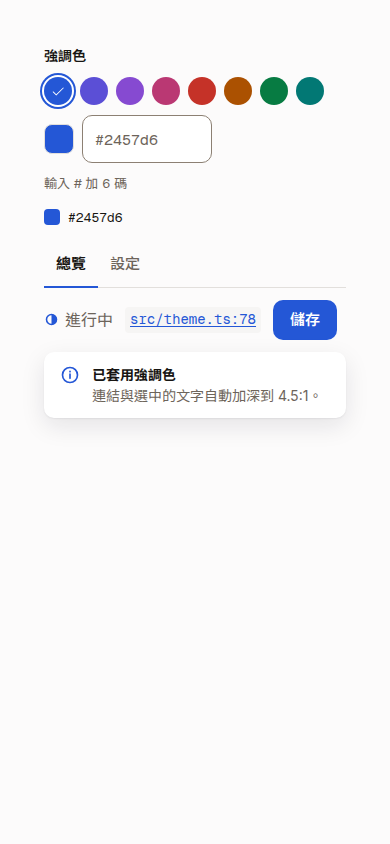 強調色
#2457d6
輸入 # 加 6 碼
#2457d6
總覽 設定
進行中 src/theme.ts:78 儲存
已套用強調色
連結與選中的文字自動加深到 4.5:1。